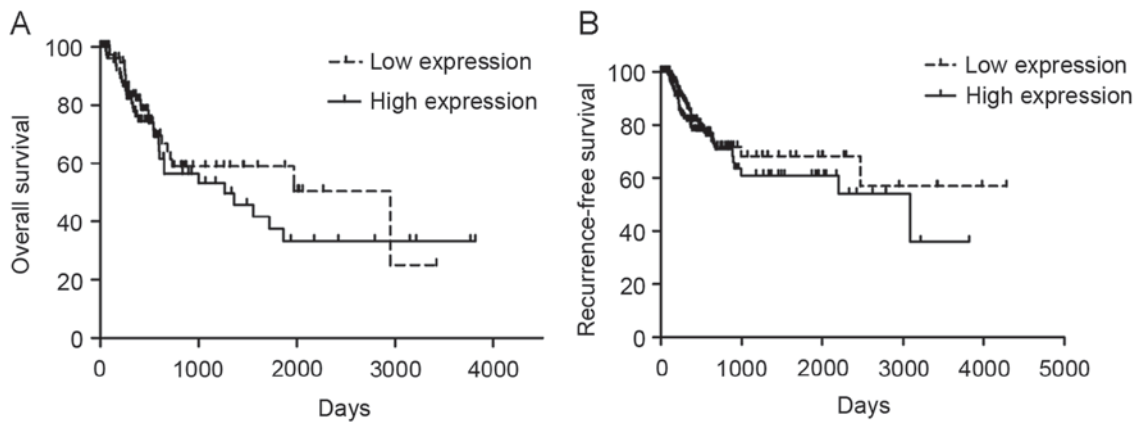 A
Overall survival
100
80
60
40
20
0
Low expression
High expression
0 1000 2000 3000 4000
Days
B
Recurrence-free survival
100
80
60
40
20
0
Low expression
High expression
0 1000 2000 3000 4000 5000
Days